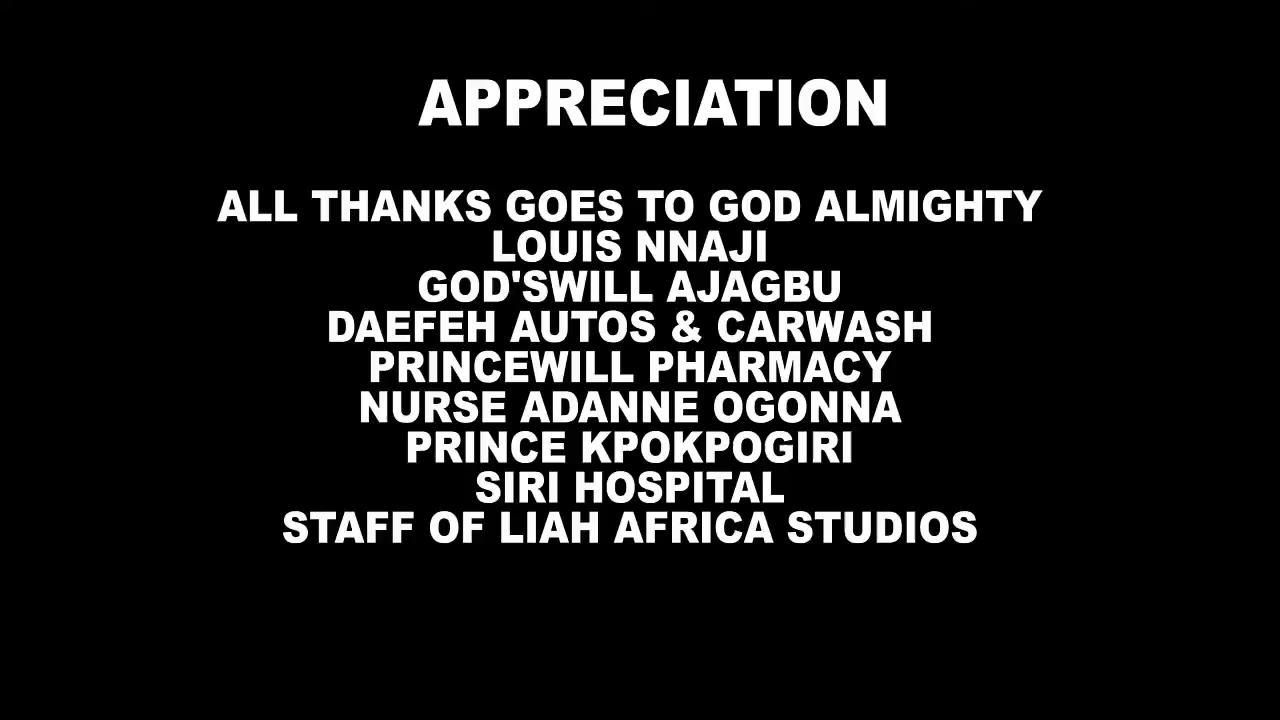 APPRECIATION
ALL THANKS GOES TO GOD ALMIGHTY
LOUIS NNAJI
GOD'SWILL AJAGBU
DAEFEH AUTOS & CARWASH
PRINCEWILL PHARMACY
NURSE ADANNE OGONNA
PRINCE KPOKPOGIRI
SIRI HOSPITAL
STAFF OF LIAH AFRICA STUDIOS